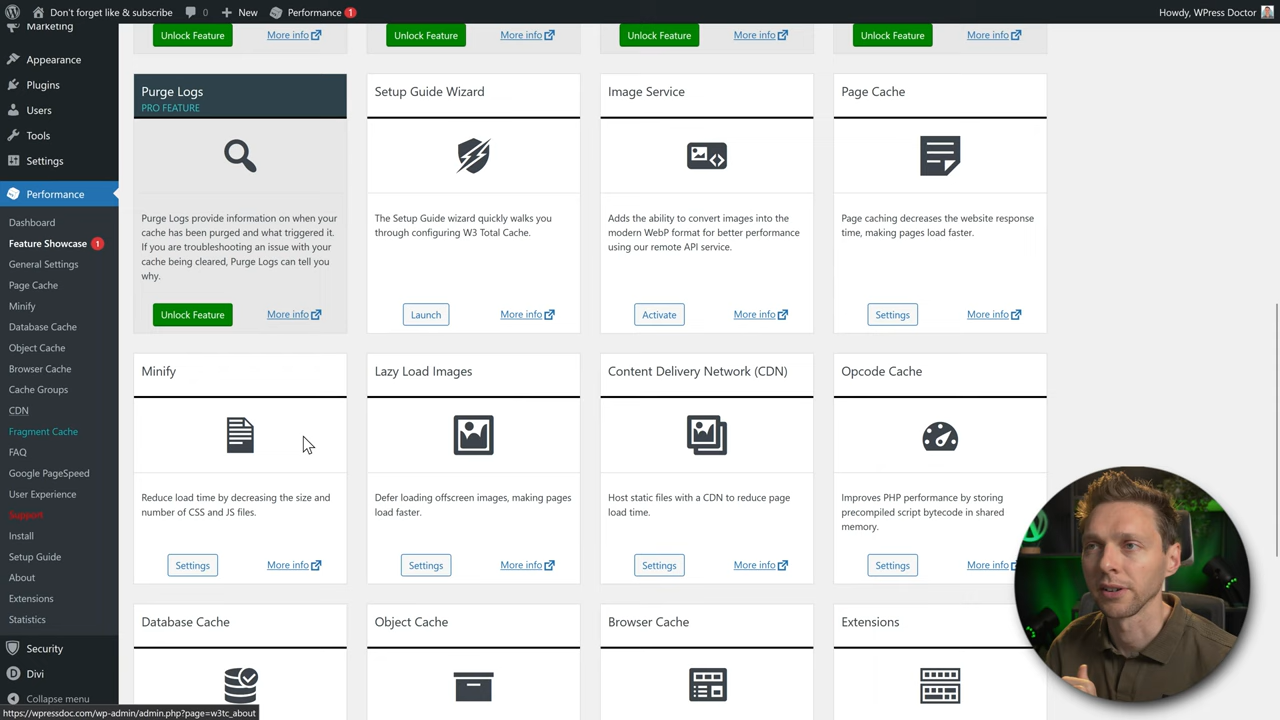 Don't forget like & subscribe
0
New
Performance 1
Howdy, WPress Doctor
Marketing
Appearance
Plugins
Users
Tools
Settings
Performance
Dashboard
Feature Showcase 1
General Settings
Page Cache
Minify
Database Cache
Object Cache
Browser Cache
Cache Groups
CDN
Fragment Cache
FAQ
Google PageSpeed
User Experience
Support
Install
Setup Guide
About
Extensions
Statistics
Security
Divi
Collapse menu
https://wpressdoc.com/wp-admin/admin.php?page=w3tc_about
Unlock Feature More info
Unlock Feature More info
Unlock Feature More info
Unlock Feature More info
Purge Logs
PRO FEATURE
Purge Logs provide information on when your
cache has been purged and what triggered it.
If you are troubleshooting an issue with your
cache being cleared, Purge Logs can tell you
why.
Unlock Feature More info
Setup Guide Wizard
The Setup Guide wizard quickly walks you
through configuring W3 Total Cache.
Launch More info
Image Service
Adds the ability to convert images into the
modern WebP format for better performance
using our remote API service.
Activate More info
Page Cache
Page caching decreases the website response
time, making pages load faster.
Settings More info
Minify
Reduce load time by decreasing the size and
number of CSS and JS files.
Settings More info
Lazy Load Images
Defer loading offscreen images, making pages
load faster.
Settings More info
Content Delivery Network (CDN)
Host static files with a CDN to reduce page
load time.
Settings More info
Opcode Cache
Improves PHP performance by storing
precompiled script bytecode in shared
memory.
Settings More info
Database Cache
Object Cache
Browser Cache
Extensions